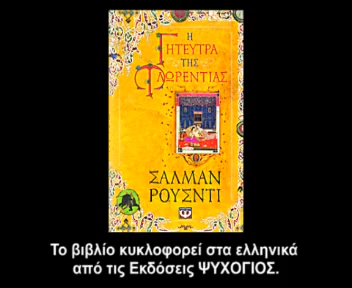 Η
ΓΗΤΕΥΤΡΑ
ΤΗΣ
ΦΛΩΡΕΝΤΙΑΣ
ΣΑΛΜΑΝ
ΡΟΥΣΝΤΙ
Το βιβλίο κυκλοφορεί στα ελληνικά
από τις Εκδόσεις ΨΥΧΟΓΙΟΣ.